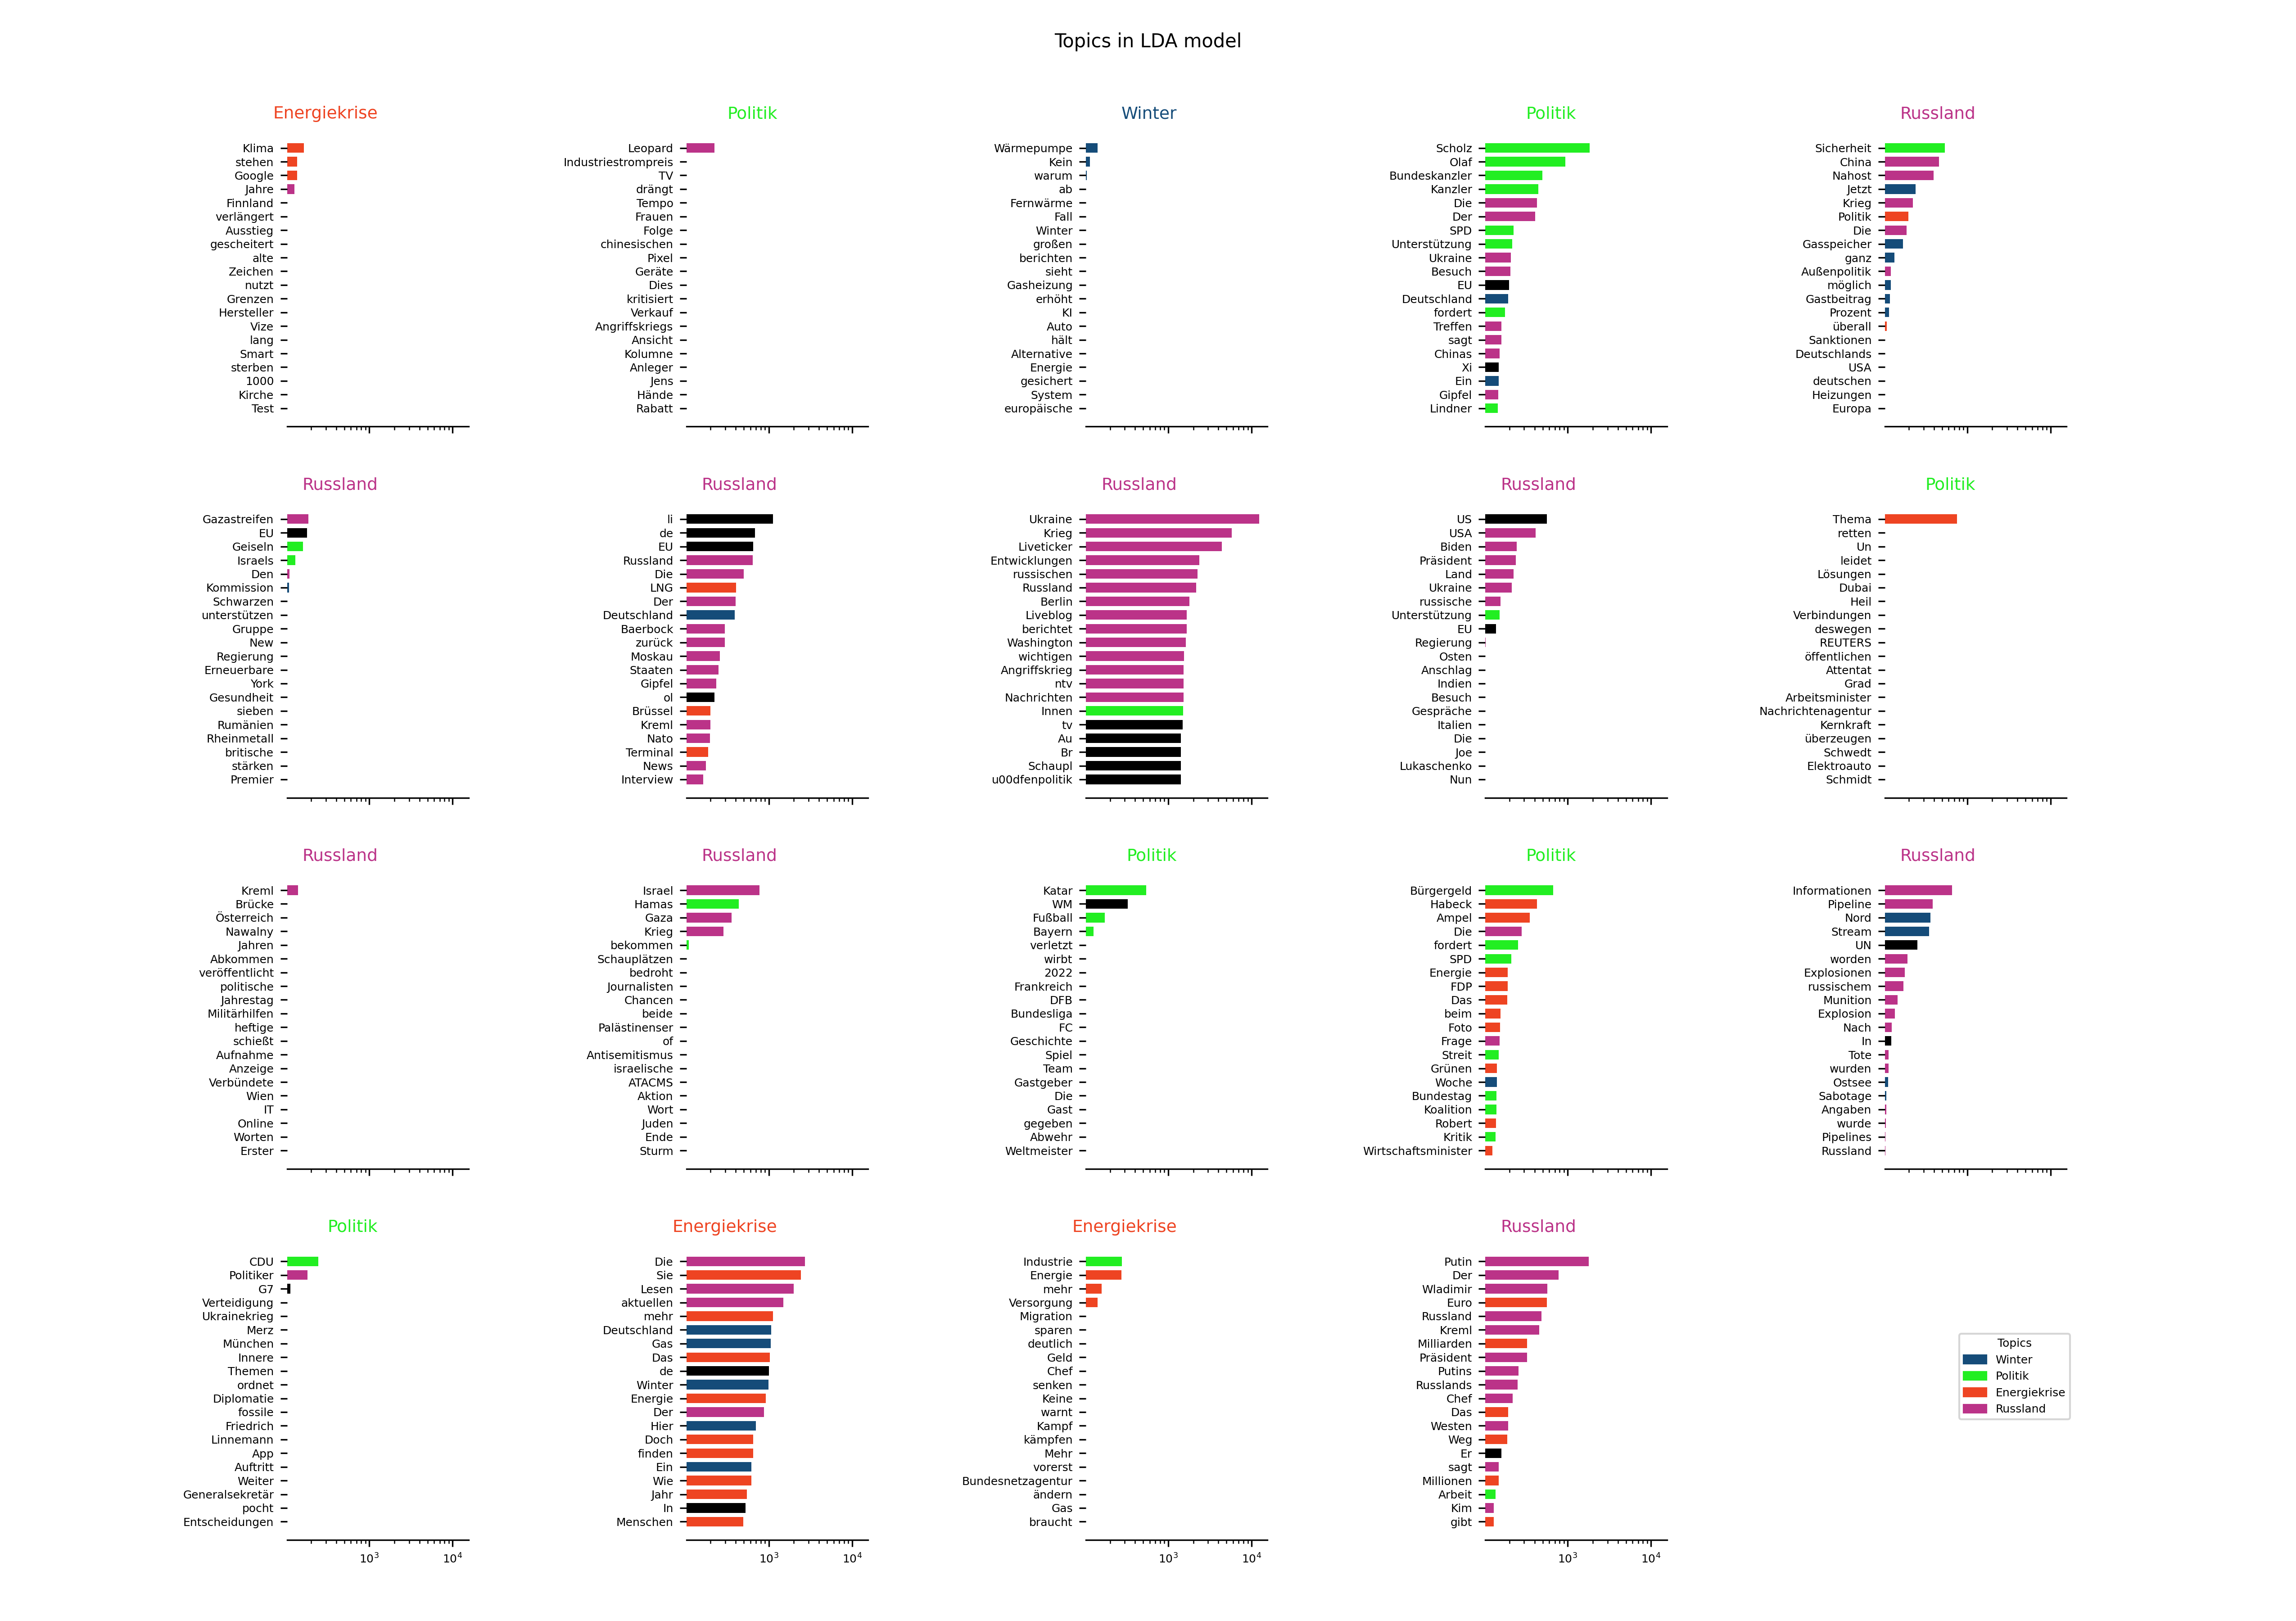 Topics in LDA model
Energiekrise
Klima
stehen
Google
Jahre
Finnland
verlängert
Ausstieg
gescheitert
alte
Zeichen
nutzt
Grenzen
Hersteller
Vize
lang
Smart
sterben
1000
Kirche
Test
Politik
Leopard
Industriestrompreis
TV
drängt
Tempo
Frauen
Folge
chinesischen
Pixel
Geräte
Dies
kritisiert
Verkauf
Angriffskriegs
Ansicht
Kolumne
Anleger
Jens
Hände
Rabatt
Winter
Wärmepumpe
Kein
warum
ab
Fernwärme
Fall
Winter
großen
berichten
sieht
Gasheizung
erhöht
KI
Auto
hält
Alternative
Energie
gesichert
System
europäische
Politik
Scholz
Olaf
Bundeskanzler
Kanzler
Die
Der
SPD
Unterstützung
Ukraine
Besuch
EU
Deutschland
fordert
Treffen
sagt
Chinas
Xi
Ein
Gipfel
Lindner
Russland
Sicherheit
China
Nahost
Jetzt
Krieg
Politik
Die
Gasspeicher
ganz
Außenpolitik
möglich
Gastbeitrag
Prozent
überall
Sanktionen
Deutschlands
USA
deutschen
Heizungen
Europa
Russland
Gazastreifen
EU
Geiseln
Israels
Den
Kommission
Schwarzen
unterstützen
Gruppe
New
Regierung
Erneuerbare
York
Gesundheit
sieben
Rumänien
Rheinmetall
britische
stärken
Premier
Russland
li
de
EU
Russland
Die
LNG
Der
Deutschland
Baerbock
zurück
Moskau
Staaten
Gipfel
ol
Brüssel
Kreml
Nato
Terminal
News
Interview
Russland
Ukraine
Krieg
Liveticker
Entwicklungen
russischen
Russland
Berlin
Liveblog
berichtet
Washington
wichtigen
Angriffskrieg
ntv
Nachrichten
Innen
tv
Au
Br
Schaupl
u00dfenpolitik
Russland
US
USA
Biden
Präsident
Land
Ukraine
russische
Unterstützung
EU
Regierung
Osten
Anschlag
Indien
Besuch
Gespräche
Italien
Die
Joe
Lukaschenko
Nun
Politik
Thema
retten
Un
leidet
Lösungen
Dubai
Heil
Verbindungen
deswegen
REUTERS
öffentlichen
Attentat
Grad
Arbeitsminister
Nachrichtenagentur
Kernkraft
überzeugen
Schwedt
Elektroauto
Schmidt
Russland
Kreml
Brücke
Österreich
Nawalny
Jahren
Abkommen
veröffentlicht
politische
Jahrestag
Militärhilfen
heftige
schießt
Aufnahme
Anzeige
Verbündete
Wien
IT
Online
Worten
Erster
Russland
Israel
Hamas
Gaza
Krieg
bekommen
Schauplätzen
bedroht
Journalisten
Chancen
beide
Palästinenser
of
Antisemitismus
israelische
ATACMS
Aktion
Wort
Juden
Ende
Sturm
Politik
Katar
WM
Fußball
Bayern
verletzt
wirbt
2022
Frankreich
DFB
Bundesliga
FC
Geschichte
Spiel
Team
Gastgeber
Die
Gast
gegeben
Abwehr
Weltmeister
Politik
Bürgergeld
Habeck
Ampel
Die
fordert
SPD
Energie
FDP
Das
beim
Foto
Frage
Streit
Grünen
Woche
Bundestag
Koalition
Robert
Kritik
Wirtschaftsminister
Russland
Informationen
Pipeline
Nord
Stream
UN
worden
Explosionen
russischem
Munition
Explosion
Nach
In
Tote
wurden
Ostsee
Sabotage
Angaben
wurde
Pipelines
Russland
Politik
CDU
Politiker
G7
Verteidigung
Ukrainekrieg
Merz
München
Innere
Themen
ordnet
Diplomatie
fossile
Friedrich
Linnemann
App
Auftritt
Weiter
Generalsekretär
pocht
Entscheidungen
10³
10⁴
Energiekrise
Die
Sie
Lesen
aktuellen
mehr
Deutschland
Gas
Das
de
Winter
Energie
Der
Hier
Doch
finden
Ein
Wie
Jahr
In
Menschen
10³
10⁴
Energiekrise
Industrie
Energie
mehr
Versorgung
Migration
sparen
deutlich
Geld
Chef
senken
Keine
warnt
Kampf
kämpfen
Mehr
vorerst
Bundesnetzagentur
ändern
Gas
braucht
10³
10⁴
Russland
Putin
Der
Wladimir
Euro
Russland
Kreml
Milliarden
Präsident
Putins
Russlands
Chef
Das
Westen
Weg
Er
sagt
Millionen
Arbeit
Kim
gibt
10³
10⁴
Topics
Winter
Politik
Energiekrise
Russland